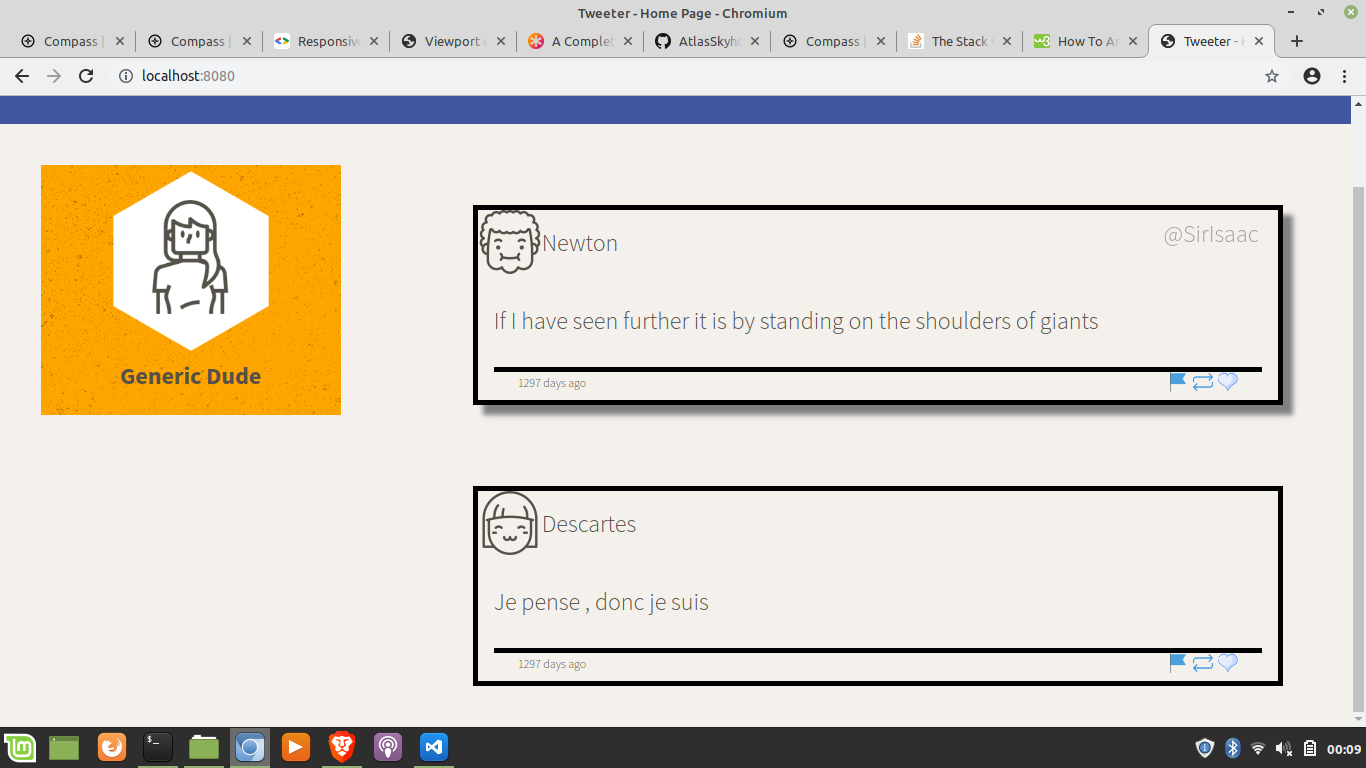 Tweeter - Home Page - Chromium
Compass | Compass | Responsive Viewport A Complet AtlasSkyh Compass | The Stack How To Tweeter -
localhost:8080
Generic Dude
Newton
@SirIsaac
If I have seen further it is by standing on the shoulders of giants
1297 days ago
Descartes
Je pense , donc je suis
1297 days ago
00:09